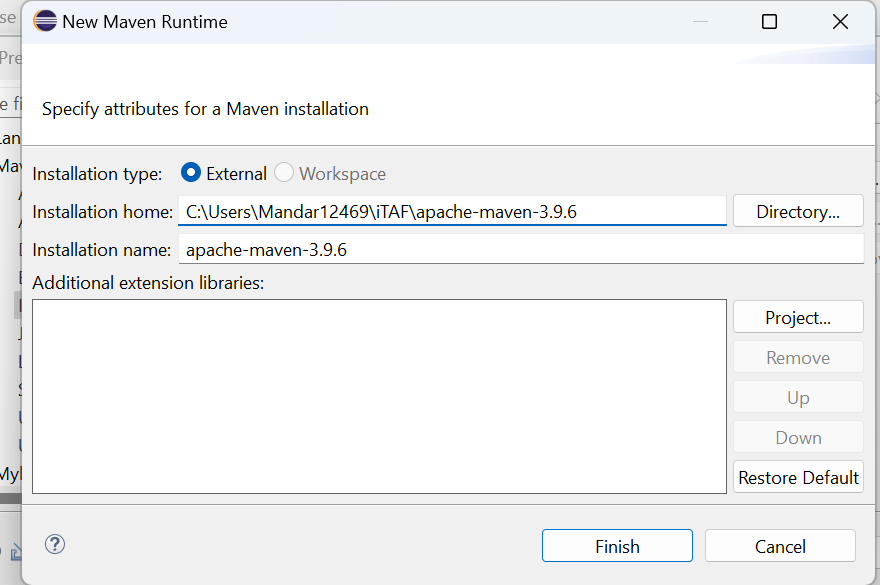 New Maven Runtime
Specify attributes for a Maven installation
Installation type: External Workspace
Installation home: C:\Users\Mandar12469\iTAF\apache-maven-3.9.6 Directory...
Installation name: apache-maven-3.9.6
Additional extension libraries:
Project...
Remove
Up
Down
Restore Default
Finish Cancel